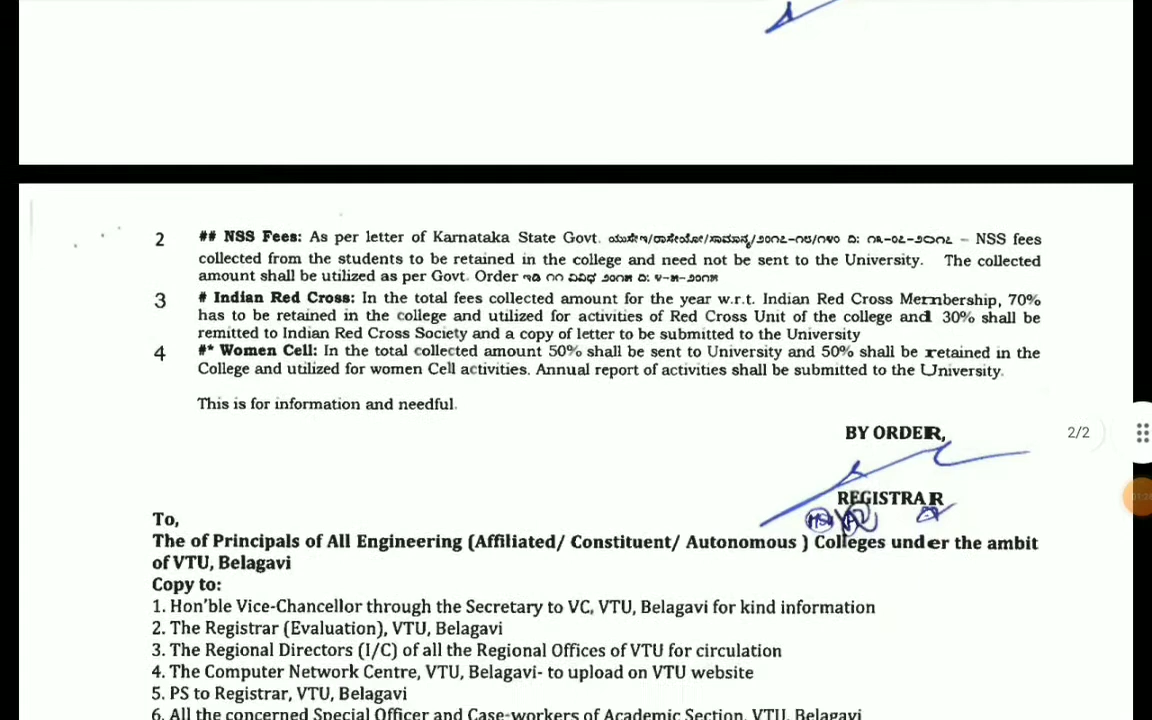 2 ## NSS Fees: As per letter of Karnataka State Govt. ಯುಸೇಇ/ರಾಸೇಯೋ/ಸಾಮಾನ್ಯ/೨೦೧೭-೧೮/೧೪೦ ದಿ: – NSS fees
collected from the students to be retained in the college and need not be sent to the University. The collected
amount shall be utilized as per Govt. Order
3 # Indian Red Cross: In the total fees collected amount for the year w.r.t. Indian Red Cross Membership, 70%
has to be retained in the college and utilized for activities of Red Cross Unit of the college and 30% shall be
remitted to Indian Red Cross Society and a copy of letter to be submitted to the University
4 #* Women Cell: In the total collected amount 50% shall be sent to University and 50% shall be retained in the
College and utilized for women Cell activities. Annual report of activities shall be submitted to the University.
This is for information and needful.
BY ORDER,
2/2
REGISTRAR
To,
The of Principals of All Engineering (Affiliated/ Constituent/ Autonomous ) Colleges under the ambit
of VTU, Belagavi
Copy to:
1. Hon'ble Vice-Chancellor through the Secretary to VC, VTU, Belagavi for kind information
2. The Registrar (Evaluation), VTU, Belagavi
3. The Regional Directors (I/C) of all the Regional Offices of VTU for circulation
4. The Computer Network Centre, VTU, Belagavi- to upload on VTU website
5. PS to Registrar, VTU, Belagavi
6. All the concerned Special Officer and Case-workers of Academic Section, VTU, Belagavi